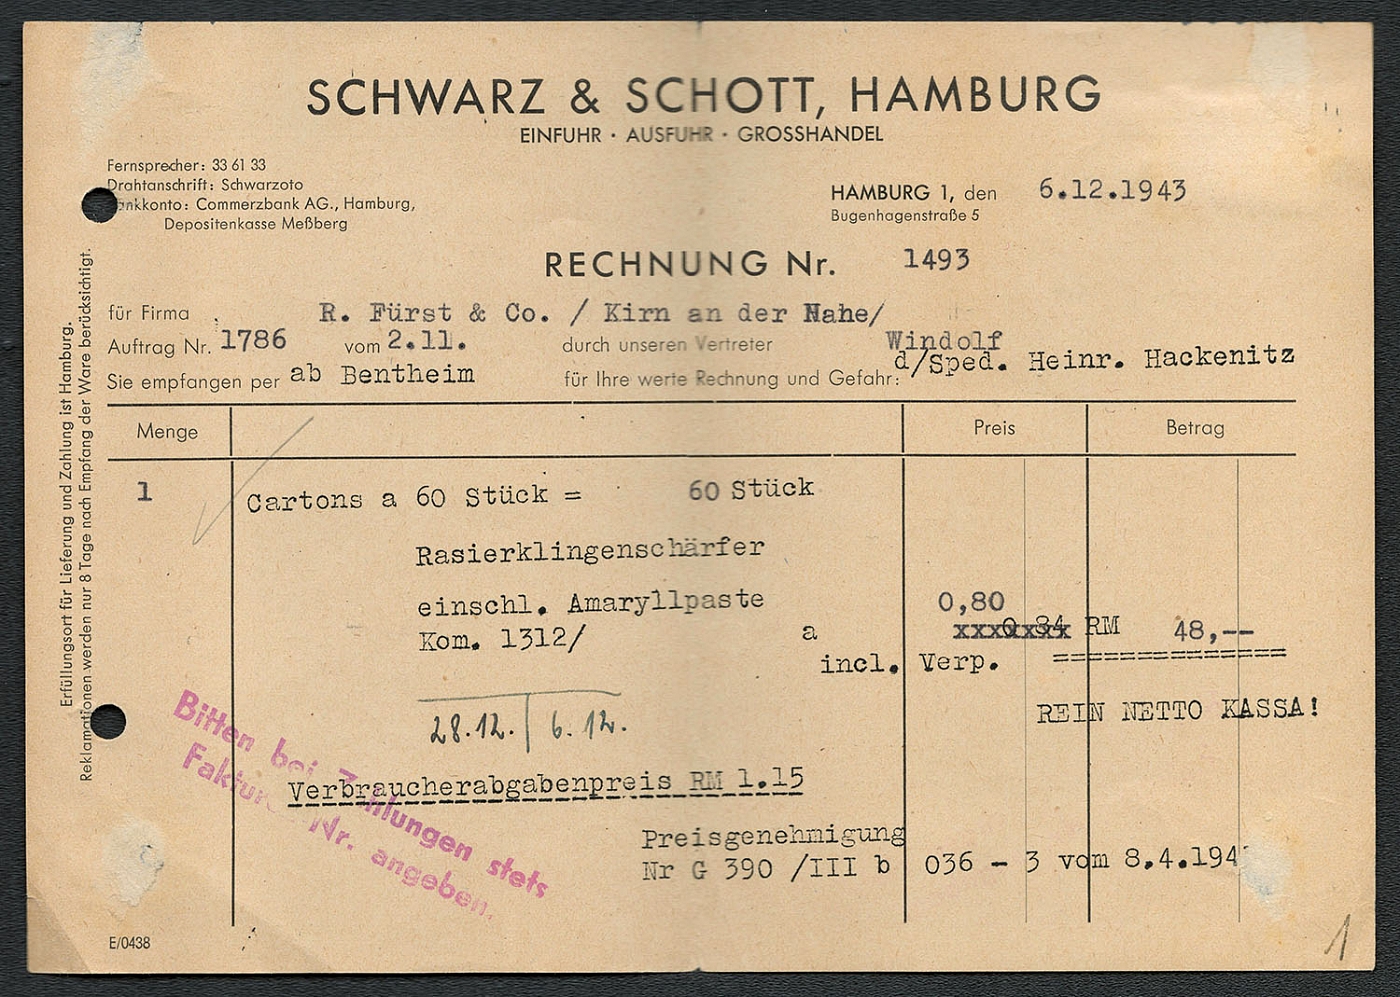 SCHWARZ & SCHOTT, HAMBURG
EINFUHR · AUSFUHR · GROSSHANDEL
Fernsprecher: 33 61 33
Drahtanschrift: Schwarzoto
nkkonto: Commerzbank AG., Hamburg,
Depositenkasse Meßberg
HAMBURG 1, den 6.12.1943
Bugenhagenstraße 5
RECHNUNG Nr. 1493
für Firma R. Fürst & Co. / Kirn an der Nahe/
Auftrag Nr. 1786 vom 2.11. durch unseren Vertreter Windolf
Sie empfangen per ab Bentheim für Ihre werte Rechnung und Gefahr: d/Sped. Heinr. Hackenitz
Menge Preis Betrag
1 Cartons a 60 Stück = 60 Stück
Rasierklingenschärfer
einschl. Amaryllpaste 0,80
Kom. 1312/ a 0 84 RM 48,--
incl. Verp.
REIN NETTO KASSA!
28.12. 6.12.
Verbraucherabgabenpreis RM 1.15
Preisgenehmigung
Nr G 390 /III b 036 - 3 vom 8.4.194
Bitten bei Zahlungen stets
Faktura Nr. angeben.
Erfüllungsort für Lieferung und Zahlung ist Hamburg.
Reklamationen werden nur 8 Tage nach Empfang der Ware berücksichtigt.
E/0438
1